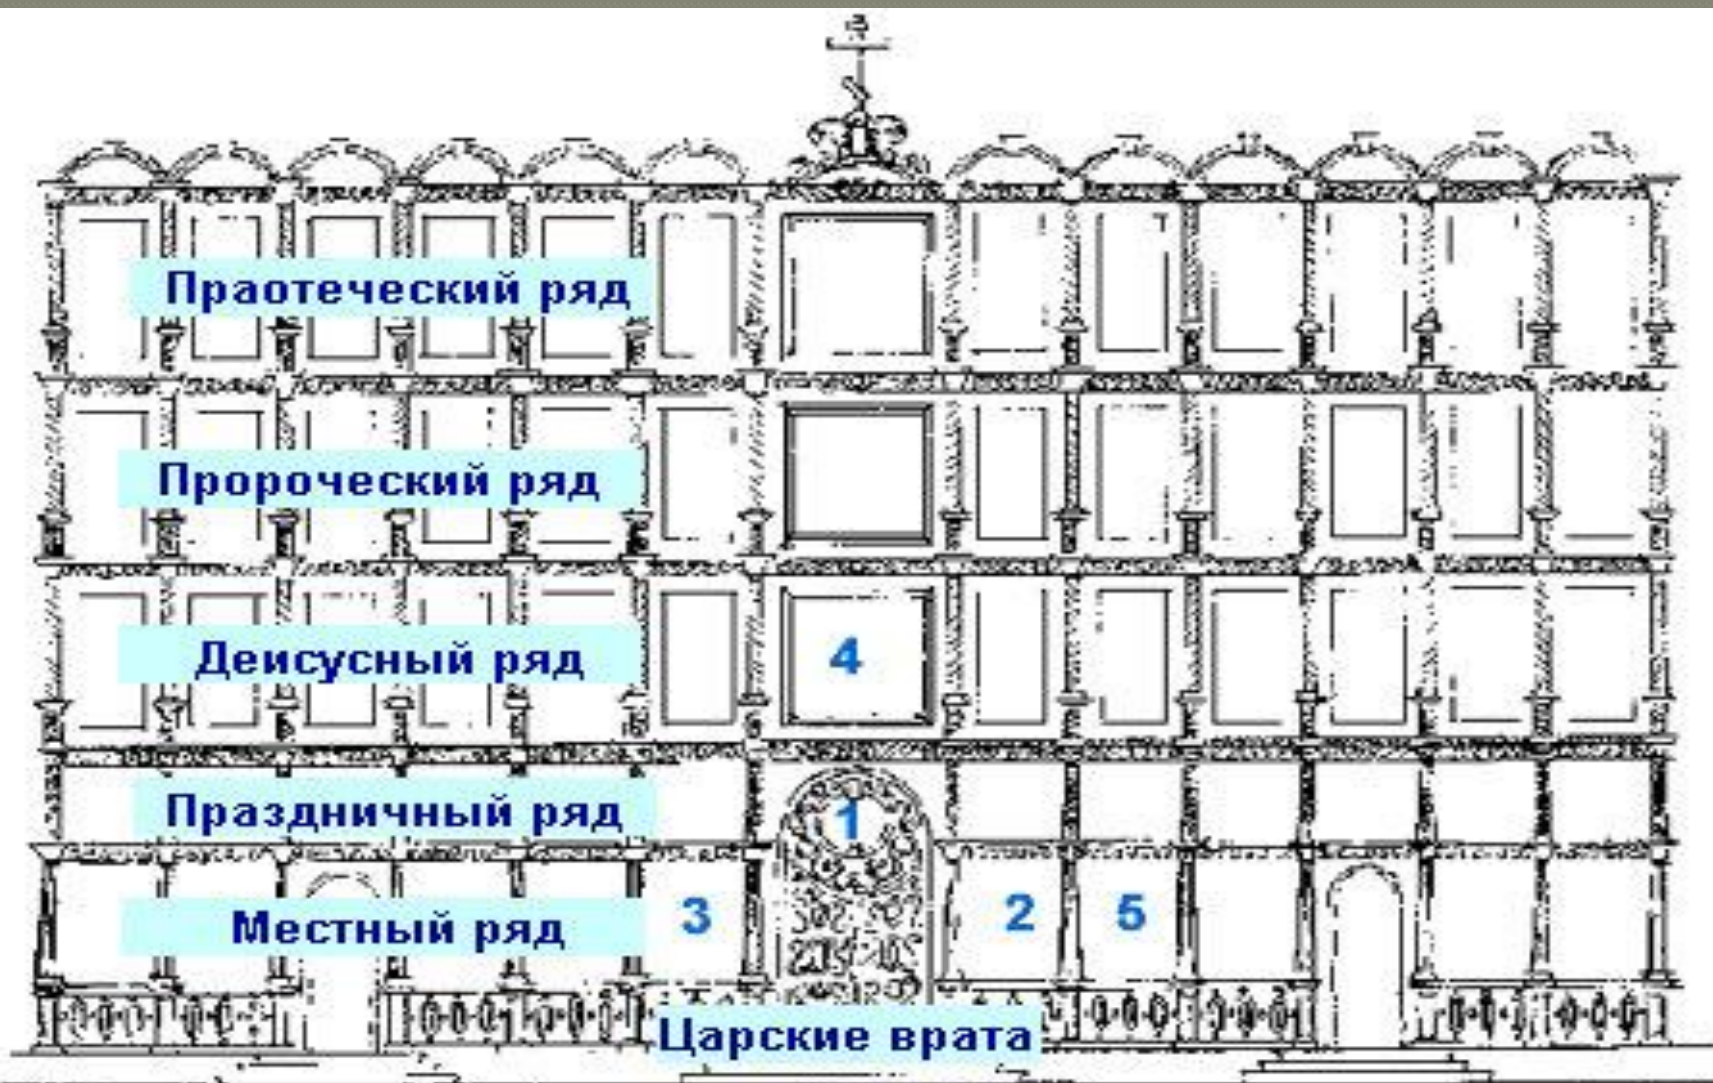 Праотеческий ряд
Пророческий ряд
Деисусный ряд
4
Праздничный ряд
1
Местный ряд
3
2
5
Царские врата